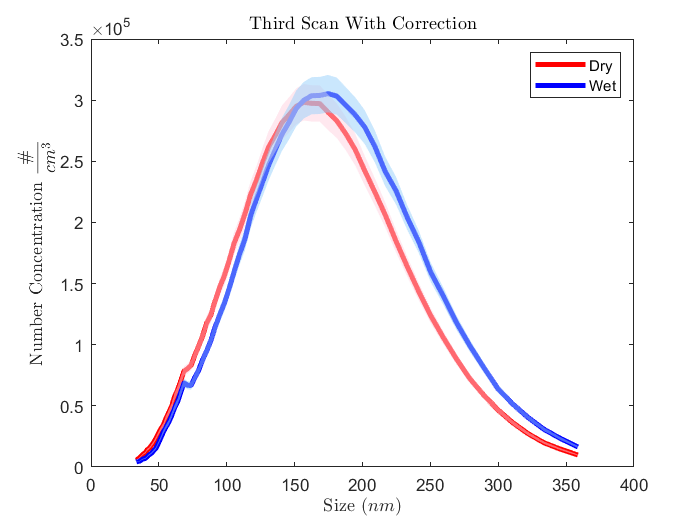 Third Scan With Correction
×10⁵
3.5
3
2.5
2
1.5
1
0.5
0
0 50 100 150 200 250 300 350 400
Number Concentration #/cm³
Size (nm)
Dry
Wet